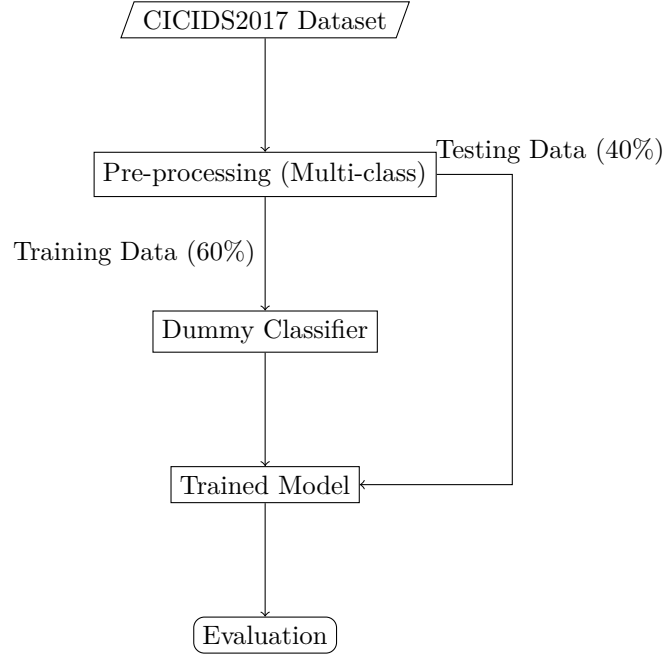 CICIDS2017 Dataset
Testing Data (40%)
Pre-processing (Multi-class)
Training Data (60%)
Dummy Classifier
Trained Model
Evaluation